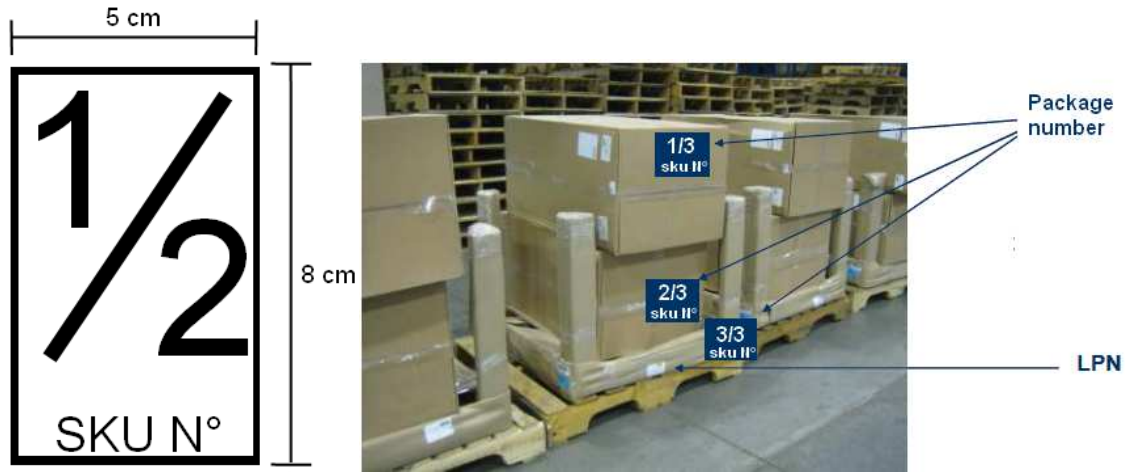 5 cm
1/2
SKU N°
8 cm
1/3
sku N°
2/3
sku N°
3/3
sku N°
Package
number
LPN